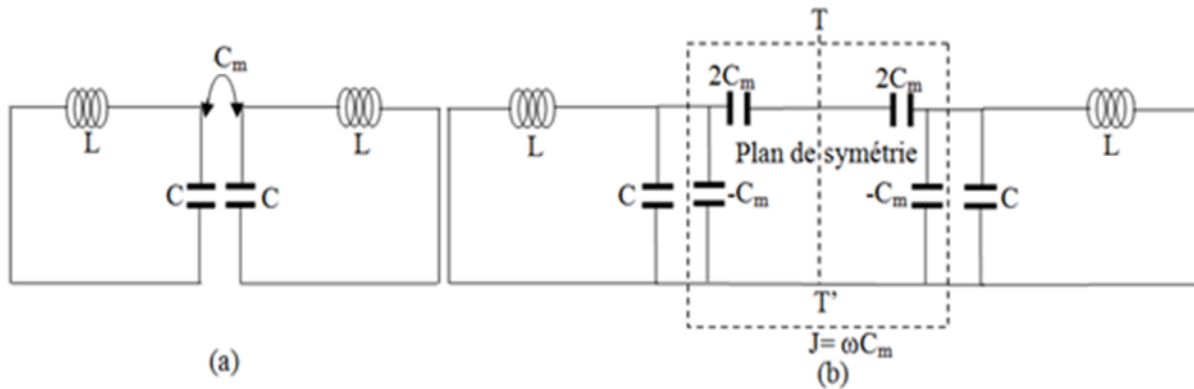 Cm
L
L
C
C
(a)
T
2Cm
2Cm
L
L
Plan de symétrie
C
-Cm
-Cm
C
T'
J= ωCm
(b)